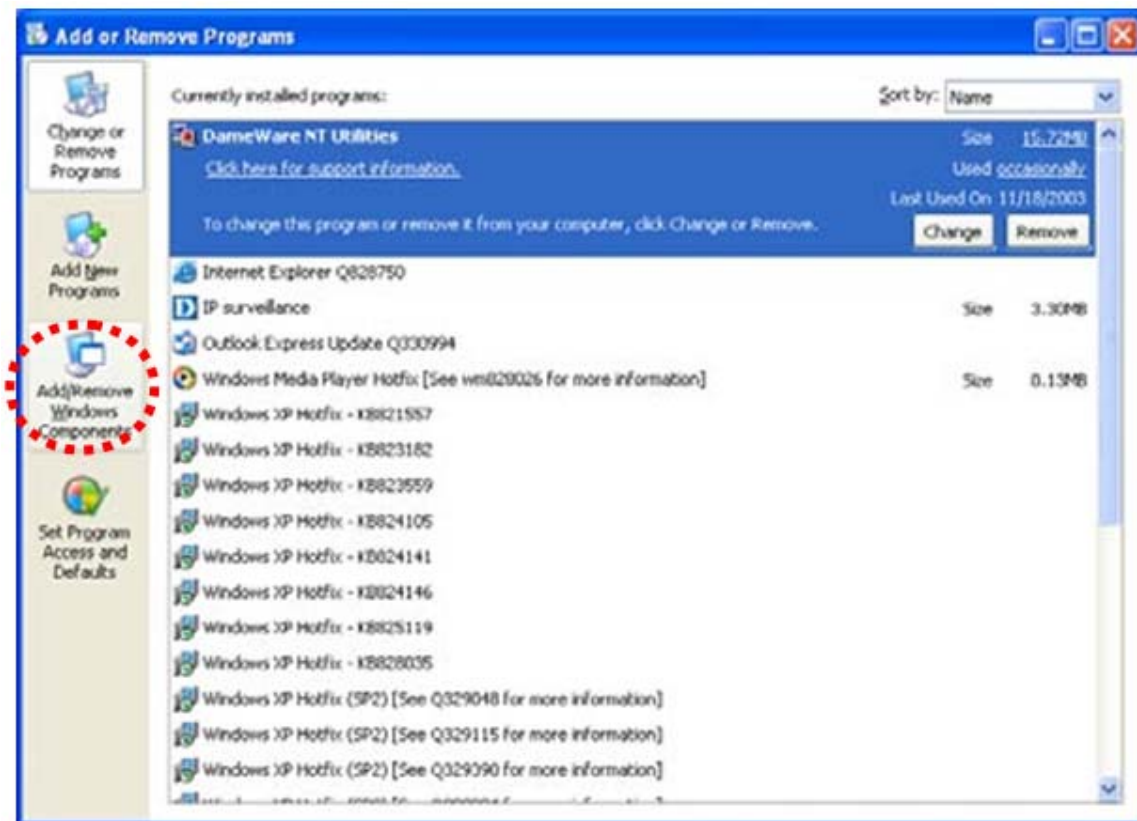 Add or Remove Programs
Change or
Remove
Programs
Add New
Programs
Add/Remove
Windows
Components
Set Program
Access and
Defaults
Currently installed programs:
Sort by: Name
DameWare NT Utilities Size 15.72MB
Click here for support information. Used occasionally
Last Used On 11/18/2003
To change this program or remove it from your computer, click Change or Remove. Change Remove
Internet Explorer Q828750
IP surveillance Size 3.30MB
Outlook Express Update Q330994
Windows Media Player Hotfix [See wm828026 for more information] Size 0.13MB
Windows XP Hotfix - KB821557
Windows XP Hotfix - KB823182
Windows XP Hotfix - KB823559
Windows XP Hotfix - KB824105
Windows XP Hotfix - KB824141
Windows XP Hotfix - KB824146
Windows XP Hotfix - KB825119
Windows XP Hotfix - KB828035
Windows XP Hotfix (SP2) [See Q329048 for more information]
Windows XP Hotfix (SP2) [See Q329115 for more information]
Windows XP Hotfix (SP2) [See Q329390 for more information]